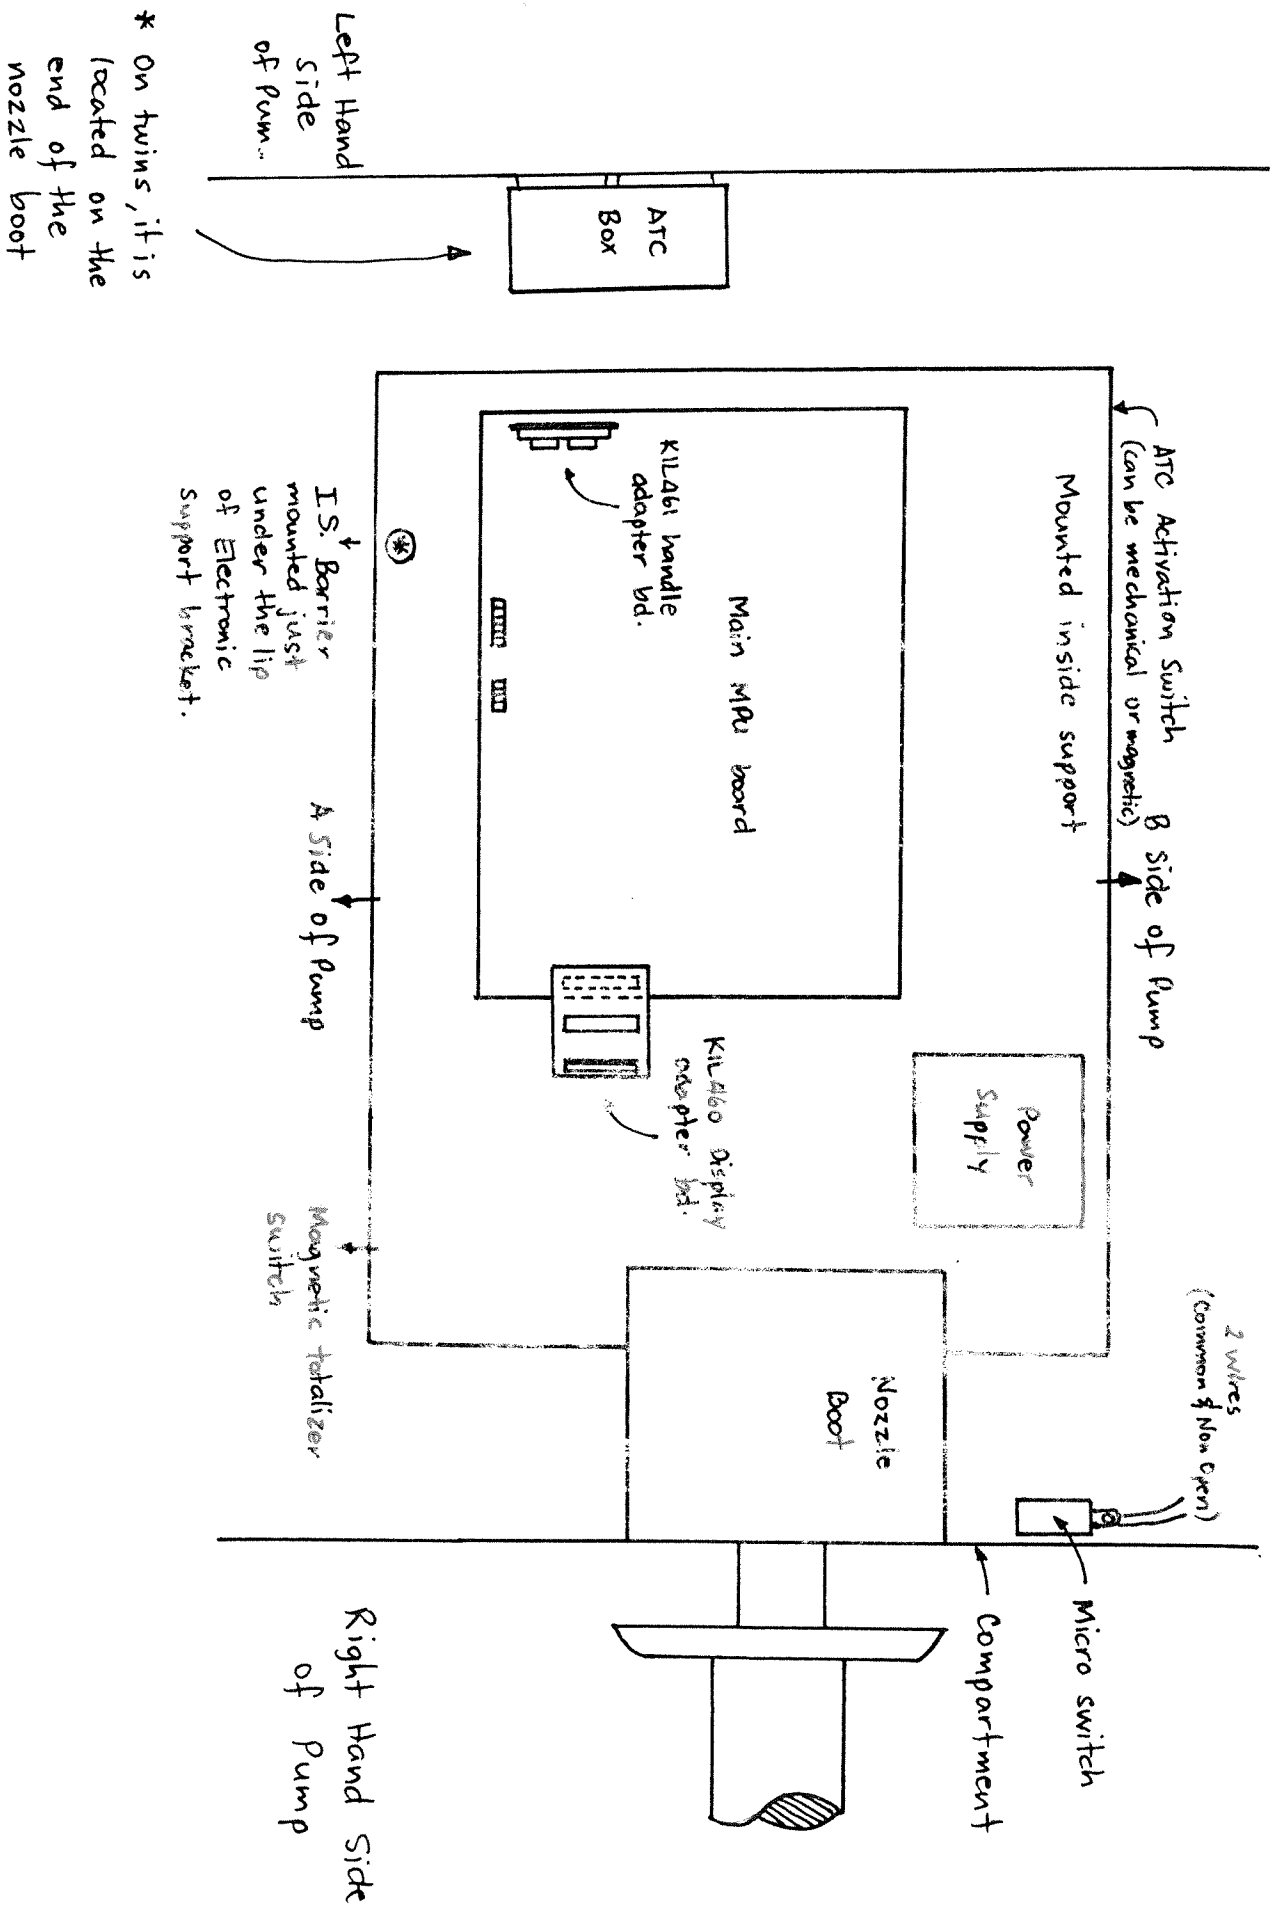 ATC Activation Switch
(can be mechanical or magnetic)
B Side of Pump
Mounted inside support
2 wires
(Common & Non Open)
Micro switch
Compartment
ATC
Box
Main MPU board
KIL461 handle
adapter bd.
Power
Supply
KIL460 Display
adapter bd.
Nozzle
Boot
Left Hand
Side
of Pum..
*
I.S. Barrier
mounted just
under the lip
of Electronic
support bracket.
A Side of Pump
Magnetic totalizer
switch
Right Hand Side
of Pump
* On twins, it is
located on the
end of the
nozzle boot